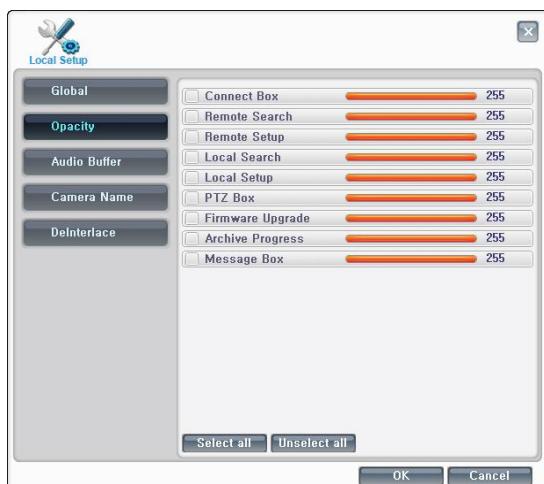 Local Setup
Global
Opacity
Audio Buffer
Camera Name
DeInterlace
Connect Box 255
Remote Search 255
Remote Setup 255
Local Search 255
Local Setup 255
PTZ Box 255
Firmware Upgrade 255
Archive Progress 255
Message Box 255
Select all Unselect all
OK Cancel